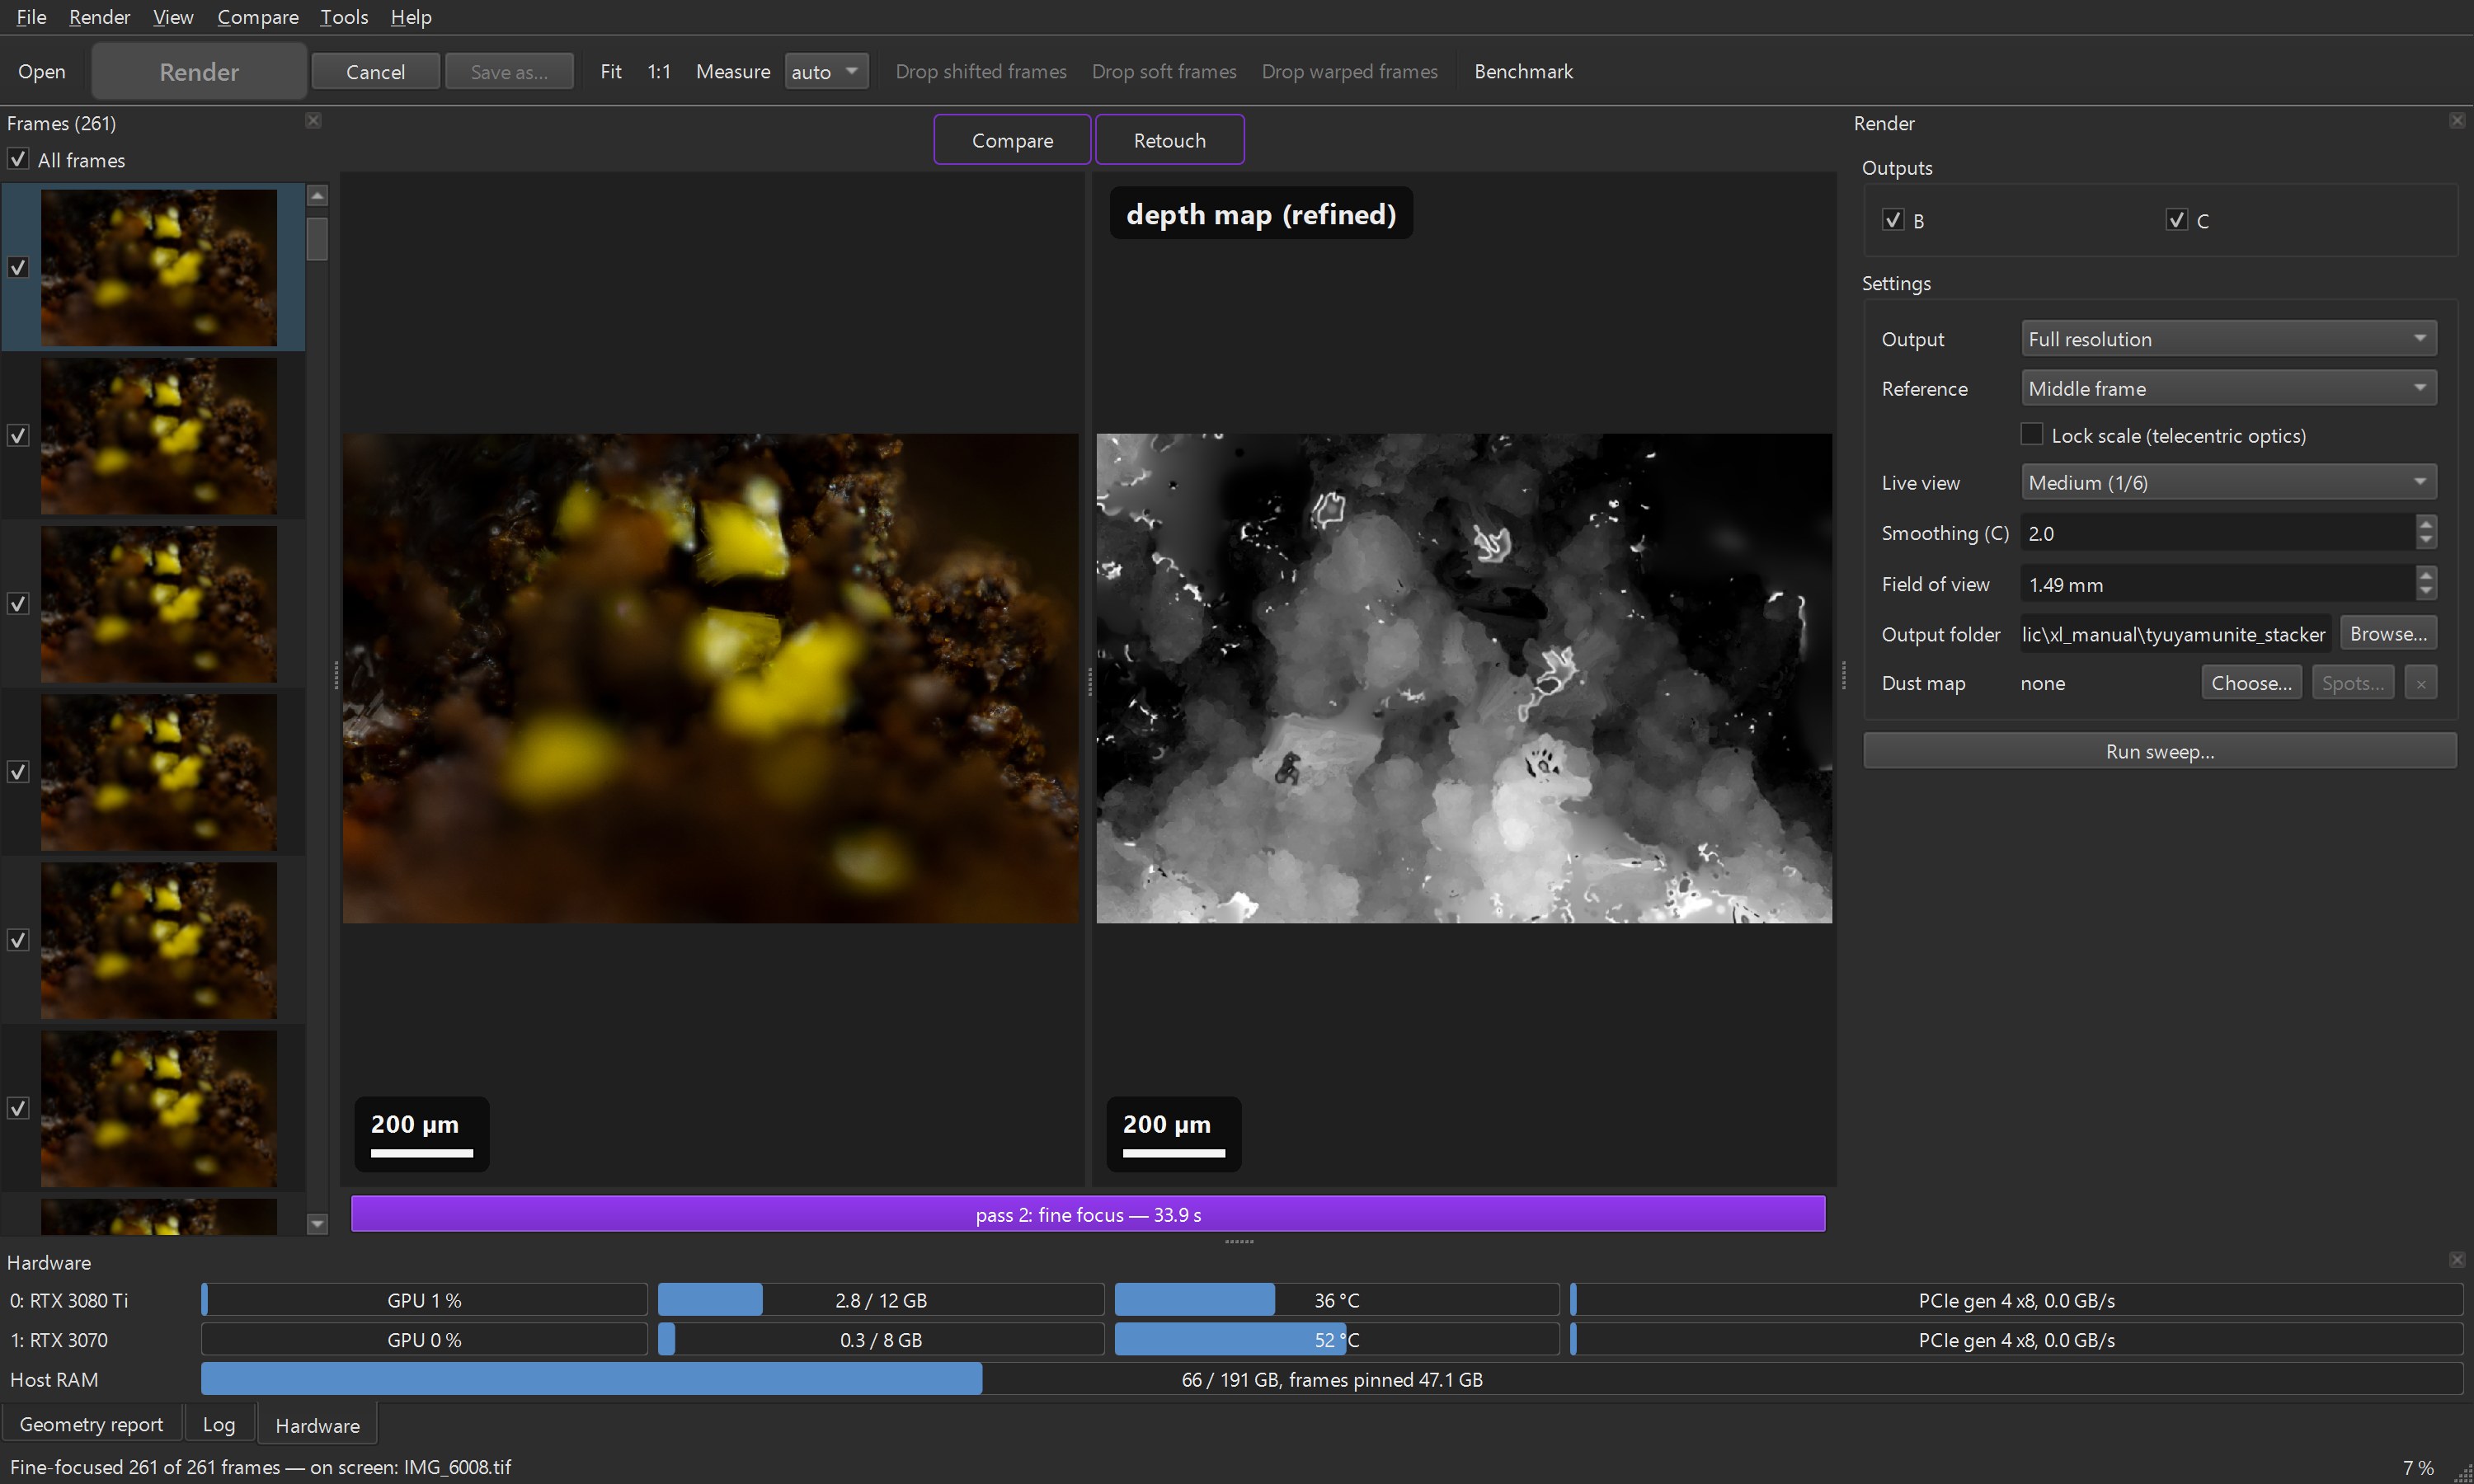 File Render View Compare Tools Help
Open Render Cancel Save as... Fit 1:1 Measure auto Drop shifted frames Drop soft frames Drop warped frames Benchmark
Frames (261)
All frames
Compare Retouch
depth map (refined)
200 µm
200 µm
pass 2: fine focus — 33.9 s
Render
Outputs
B C
Settings
Output Full resolution
Reference Middle frame
Lock scale (telecentric optics)
Live view Medium (1/6)
Smoothing (C) 2.0
Field of view 1.49 mm
Output folder lic\xl_manual\tyuyamunite_stacker Browse...
Dust map none Choose... Spots... ×
Run sweep...
Hardware
0: RTX 3080 Ti GPU 1 % 2.8 / 12 GB 36 °C PCIe gen 4 x8, 0.0 GB/s
1: RTX 3070 GPU 0 % 0.3 / 8 GB 52 °C PCIe gen 4 x8, 0.0 GB/s
Host RAM 66 / 191 GB, frames pinned 47.1 GB
Geometry report Log Hardware
Fine-focused 261 of 261 frames — on screen: IMG_6008.tif 7 %